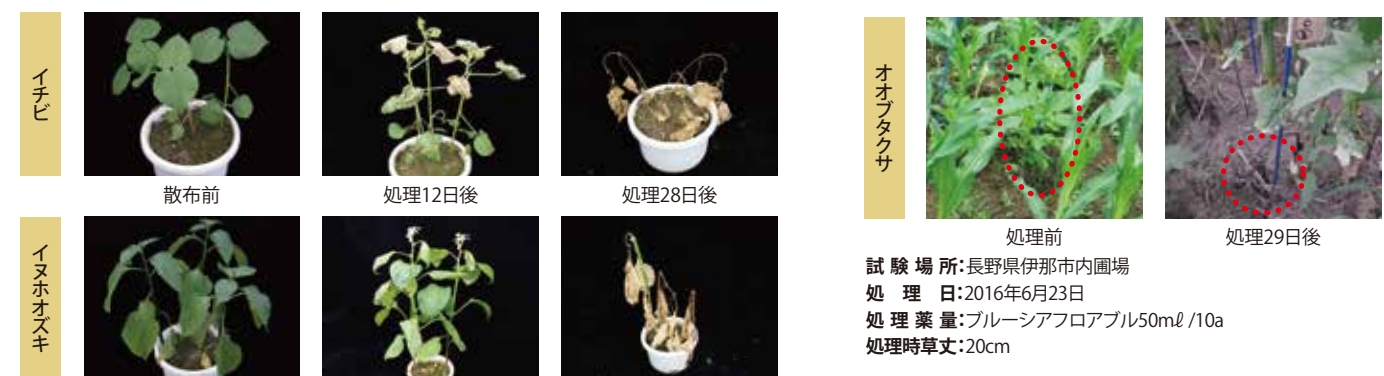 イチビ
散布前
処理12日後
処理28日後
イヌホオズキ
オオブタクサ
処理前
処理29日後
試験場所:長野県伊那市内圃場
処理日:2016年6月23日
処理薬量:ブルーシアフロアブル50mℓ /10a
処理時草丈:20cm